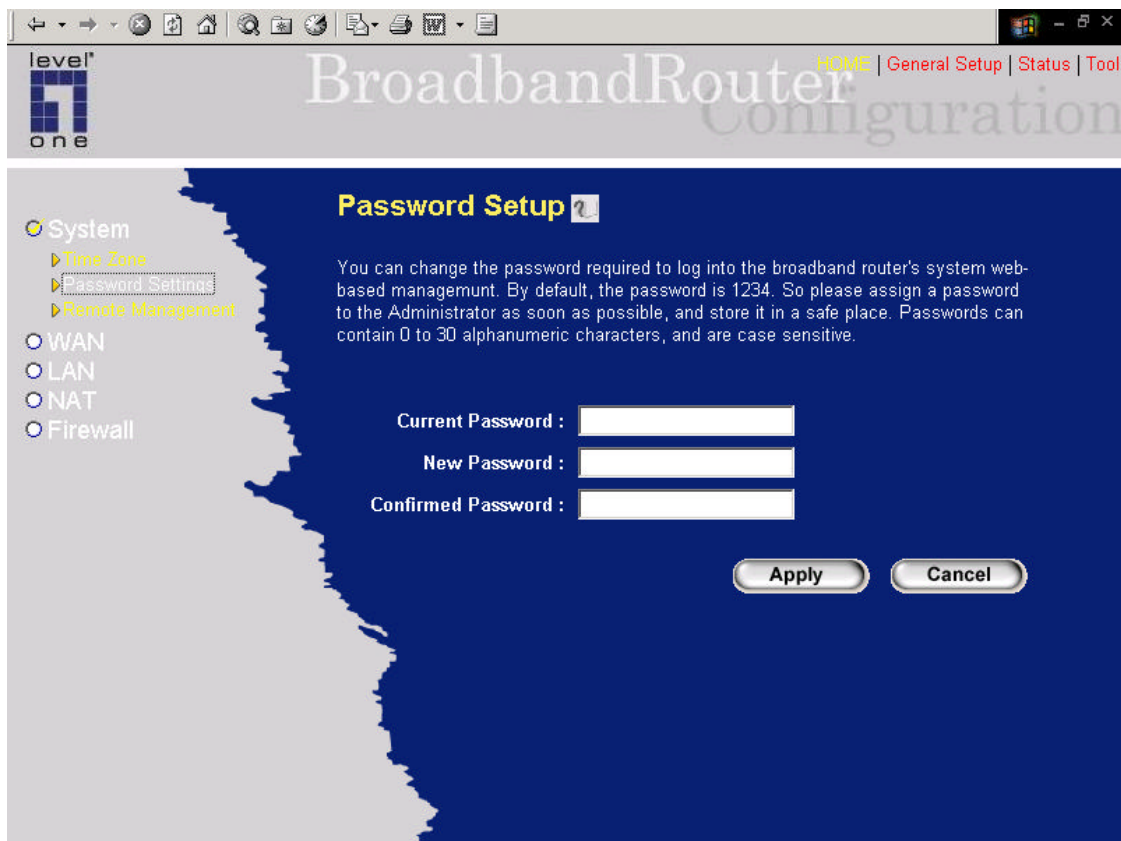 level
one
BroadbandRouter
Configuration
HOME | General Setup | Status | Tool
System
Time Zone
Password Settings
Remote Management
WAN
LAN
NAT
Firewall
Password Setup
You can change the password required to log into the broadband router's system web-
based managemunt. By default, the password is 1234. So please assign a password
to the Administrator as soon as possible, and store it in a safe place. Passwords can
contain 0 to 30 alphanumeric characters, and are case sensitive.
Current Password :
New Password :
Confirmed Password :
Apply
Cancel